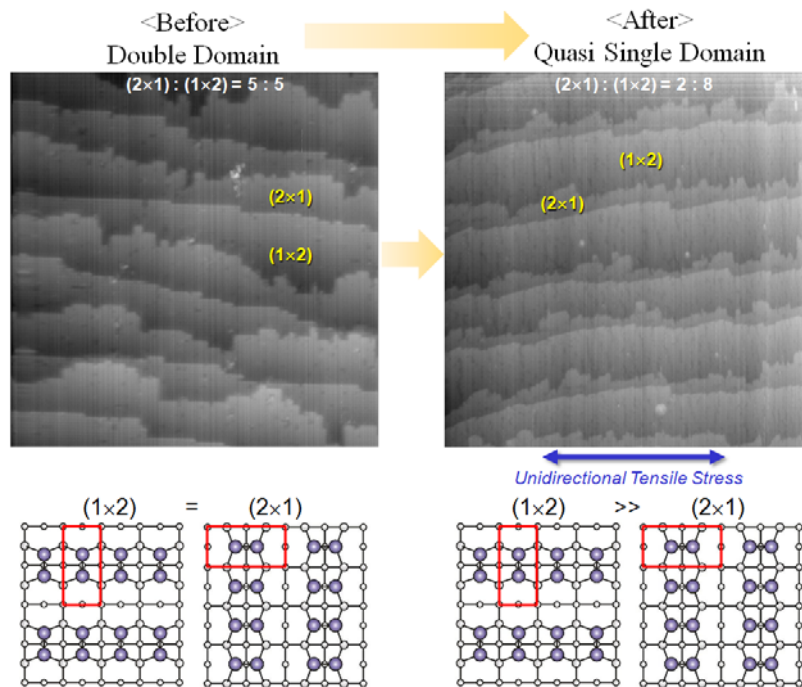 <Before>
Double Domain
<After>
Quasi Single Domain
(2×1) : (1×2) = 5 : 5
(2×1)
(1×2)
(2×1) : (1×2) = 2 : 8
(1×2)
(2×1)
Unidirectional Tensile Stress
(1×2) = (2×1)
(1×2) >> (2×1)